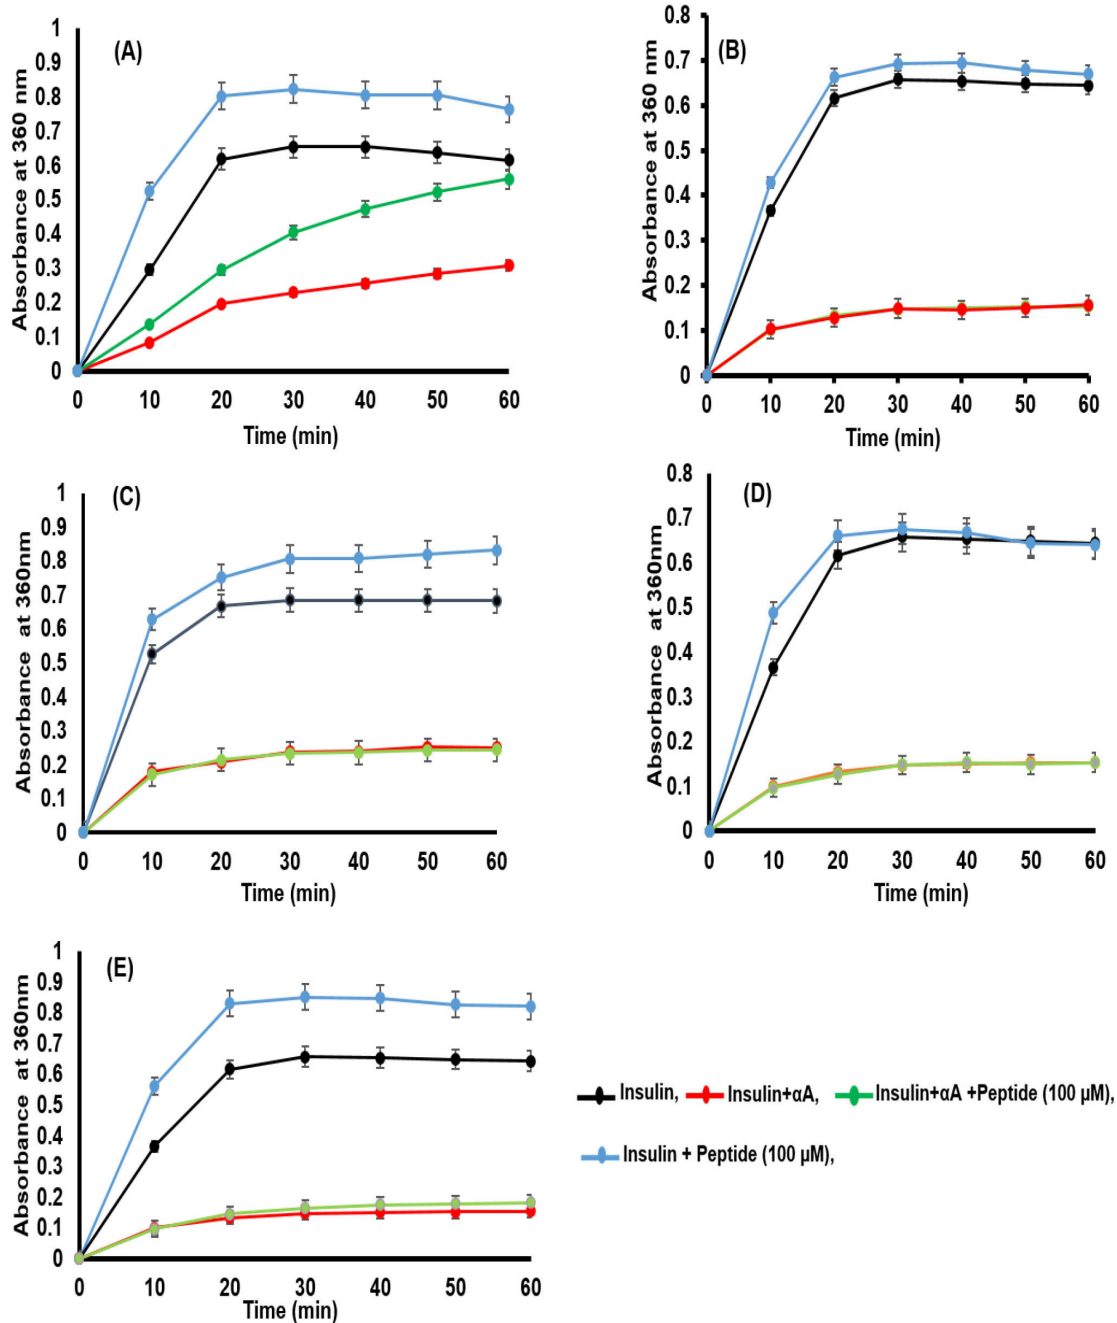 (A)
Absorbance at 360 nm
1
0.9
0.8
0.7
0.6
0.5
0.4
0.3
0.2
0.1
0
0 10 20 30 40 50 60
Time (min)
(B)
Absorbance at 360 nm
0.8
0.7
0.6
0.5
0.4
0.3
0.2
0.1
0
0 10 20 30 40 50 60
Time (min)
(C)
Absorbance at 360nm
1
0.9
0.8
0.7
0.6
0.5
0.4
0.3
0.2
0.1
0
0 10 20 30 40 50 60
Time (min)
(D)
Absorbance at 360nm
0.8
0.7
0.6
0.5
0.4
0.3
0.2
0.1
0
0 10 20 30 40 50 60
Time (min)
(E)
Absorbance at 360nm
1
0.9
0.8
0.7
0.6
0.5
0.4
0.3
0.2
0.1
0
0 10 20 30 40 50 60
Time (min)
Insulin, Insulin+αA, Insulin+αA +Peptide (100 µM),
Insulin + Peptide (100 µM),